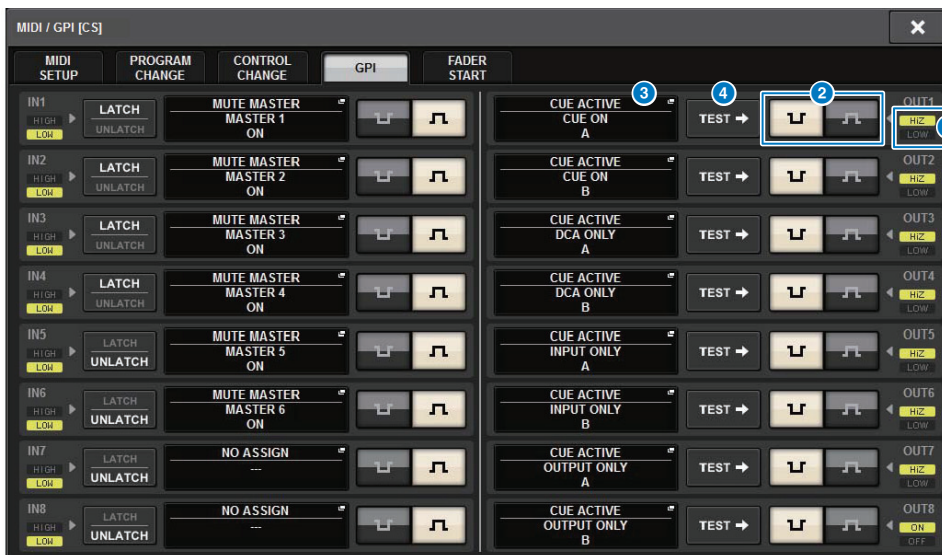 MIDI / GPI [CS]
MIDI SETUP
PROGRAM CHANGE
CONTROL CHANGE
GPI
FADER START
3
4
2
IN1
HIGH
LOW
LATCH
UNLATCH
MUTE MASTER
MASTER 1
ON
CUE ACTIVE
CUE ON
A
TEST
OUT1
HiZ
LOW
IN2
HIGH
LOW
LATCH
UNLATCH
MUTE MASTER
MASTER 2
ON
CUE ACTIVE
CUE ON
B
TEST
OUT2
HiZ
LOW
IN3
HIGH
LOW
LATCH
UNLATCH
MUTE MASTER
MASTER 3
ON
CUE ACTIVE
DCA ONLY
A
TEST
OUT3
HiZ
LOW
IN4
HIGH
LOW
LATCH
UNLATCH
MUTE MASTER
MASTER 4
ON
CUE ACTIVE
DCA ONLY
B
TEST
OUT4
HiZ
LOW
IN5
HIGH
LOW
LATCH
UNLATCH
MUTE MASTER
MASTER 5
ON
CUE ACTIVE
INPUT ONLY
A
TEST
OUT5
HiZ
LOW
IN6
HIGH
LOW
LATCH
UNLATCH
MUTE MASTER
MASTER 6
ON
CUE ACTIVE
INPUT ONLY
B
TEST
OUT6
HiZ
LOW
IN7
HIGH
LOW
LATCH
UNLATCH
NO ASSIGN
---
CUE ACTIVE
OUTPUT ONLY
A
TEST
OUT7
HiZ
LOW
IN8
HIGH
LOW
LATCH
UNLATCH
NO ASSIGN
---
CUE ACTIVE
OUTPUT ONLY
B
TEST
OUT8
ON
OFF